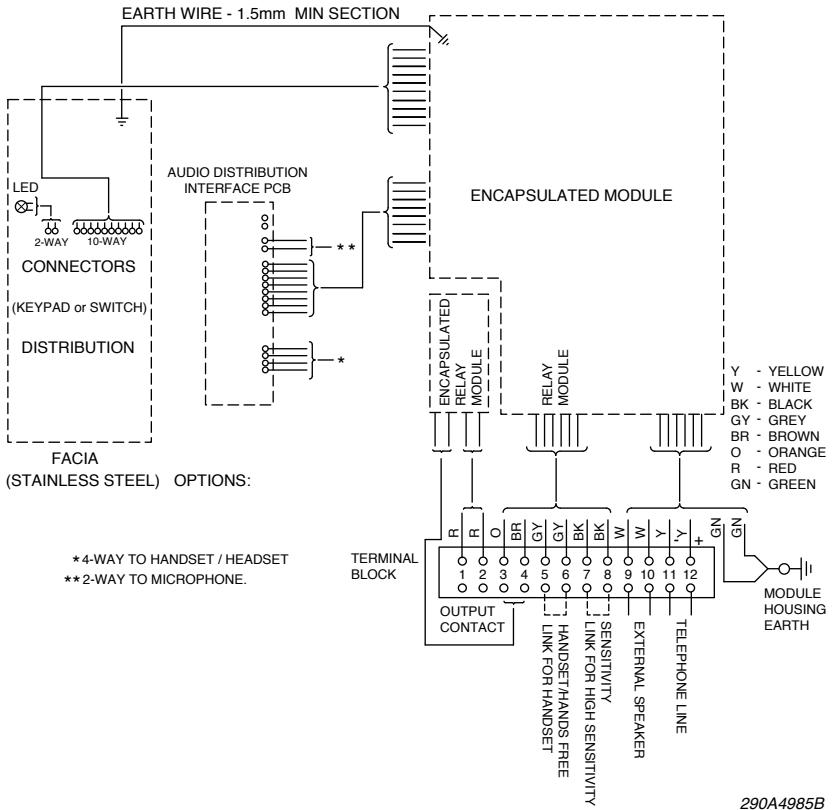 EARTH WIRE - 1.5mm MIN SECTION
AUDIO DISTRIBUTION
INTERFACE PCB
ENCAPSULATED MODULE
LED
2-WAY
10-WAY
CONNECTORS
(KEYPAD or SWITCH)
DISTRIBUTION
**
*
FACIA
(STAINLESS STEEL)
OPTIONS:
* 4-WAY TO HANDSET / HEADSET
** 2-WAY TO MICROPHONE.
ENCAPSULATED
RELAY
MODULE
RELAY
MODULE
Y - YELLOW
W - WHITE
BK - BLACK
GY - GREY
BR - BROWN
O - ORANGE
R - RED
GN - GREEN
R R O BR GY GY BK BK W W Y - Y + GN GN
TERMINAL
BLOCK
1 2 3 4 5 6 7 8 9 10 11 12
OUTPUT
CONTACT
HANDSET/HANDS FREE
LINK FOR HANDSET
SENSITIVITY
LINK FOR HIGH SENSITIVITY
EXTERNAL SPEAKER
TELEPHONE LINE
MODULE
HOUSING
EARTH
290A4985B